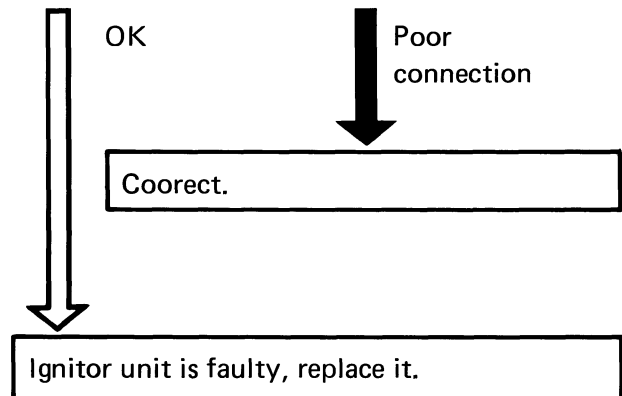 OK
Poor
connection
Coorect.
Ignitor unit is faulty, replace it.